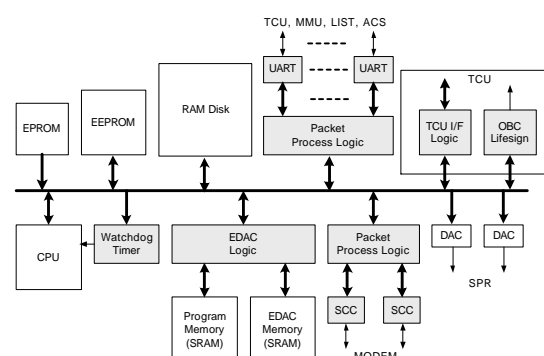 TCU, MMU, LIST, ACS
UART
UART
TCU
EPROM
EEPROM
RAM Disk
Packet
Process Logic
TCU I/F
Logic
OBC
Lifesign
CPU
Watchdog
Timer
EDAC
Logic
Packet
Process Logic
DAC
DAC
SPR
Program
Memory
(SRAM)
EDAC
Memory
(SRAM)
SCC
SCC
MODEM